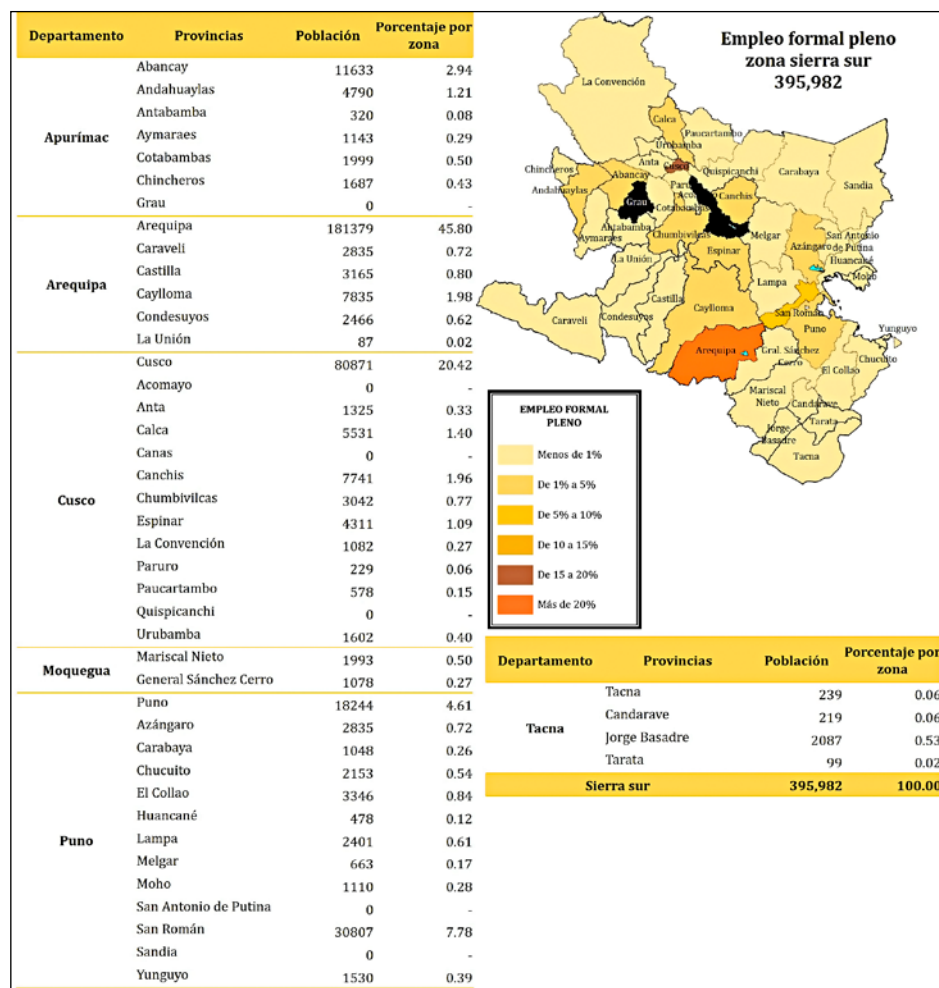 Departamento Provincias Población Porcentaje por zona
Apurímac
Abancay 11633 2.94
Andahuaylas 4790 1.21
Antabamba 320 0.08
Aymaraes 1143 0.29
Cotabambas 1999 0.50
Chincheros 1687 0.43
Grau 0 -
Arequipa
Arequipa 181379 45.80
Caraveli 2835 0.72
Castilla 3165 0.80
Caylloma 7835 1.98
Condesuyos 2466 0.62
La Unión 87 0.02
Cusco
Cusco 80871 20.42
Acomayo 0 -
Anta 1325 0.33
Calca 5531 1.40
Canas 0 -
Canchis 7741 1.96
Chumbivilcas 3042 0.77
Espinar 4311 1.09
La Convención 1082 0.27
Paruro 229 0.06
Paucartambo 578 0.15
Quispicanchi 0 -
Urubamba 1602 0.40
Moquegua
Mariscal Nieto 1993 0.50
General Sánchez Cerro 1078 0.27
Puno
Puno 18244 4.61
Azángaro 2835 0.72
Carabaya 1048 0.26
Chucuito 2153 0.54
El Collao 3346 0.84
Huancané 478 0.12
Lampa 2401 0.61
Melgar 663 0.17
Moho 1110 0.28
San Antonio de Putina 0 -
San Román 30807 7.78
Sandia 0 -
Yunguyo 1530 0.39
Empleo formal pleno
zona sierra sur
395,982
La Convención
Calca
Paucartambo
Urubamba
Anta
Cusco
Quispicanchi
Carabaya
Sandia
Chincheros
Abancay
Andahuaylas
Grau
Cotabambas
Canchis
Antabamba
Aymaraes
Chumbivilcas
Espinar
Melgar
Azángaro
San Antonio
de Putina
Huancané
Moho
La Unión
Lampa
Castilla
Caylloma
Condesuyos
Caraveli
San Román
Puno
Yunguyo
Arequipa
Gral. Sánchez
Cerro
Chucuito
El Collao
Mariscal
Nieto
Candarave
Tarata
Jorge
Basadre
Tacna
EMPLEO FORMAL
PLENO
Menos de 1%
De 1% a 5%
De 5% a 10%
De 10 a 15%
De 15 a 20%
Más de 20%
Departamento Provincias Población Porcentaje por zona
Tacna
Tacna 239 0.06
Candarave 219 0.06
Jorge Basadre 2087 0.53
Tarata 99 0.02
Sierra sur 395,982 100.00